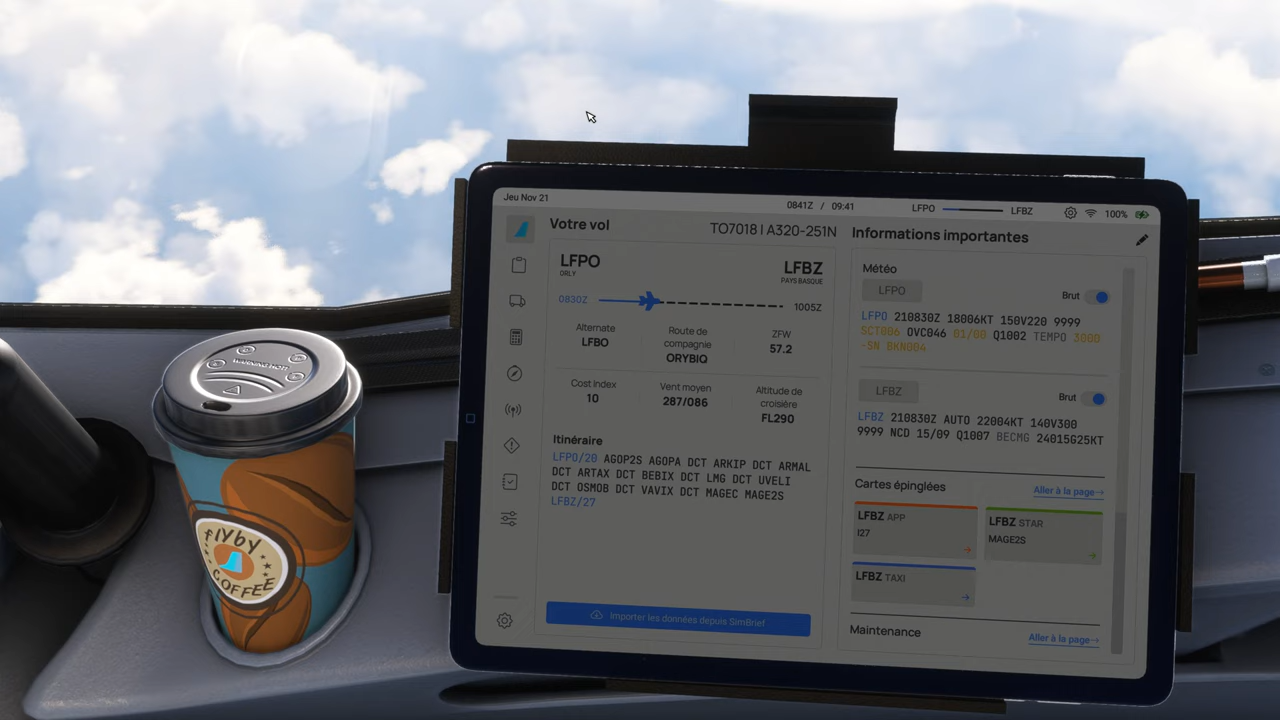 Jeu Nov 21
0841Z / 09:41
LFPO LFBZ
100%
Votre vol
TO7018 | A320-251N
LFPO
ORLY
LFBZ
PAYS BASQUE
0830Z
1005Z
Alternate
LFBO
Route de
compagnie
ORYBIQ
ZFW
57.2
Cost index
10
Vent moyen
287/086
Altitude de
croisière
FL290
Itinéraire
LFPO/20 AGOP2S AGOPA DCT ARKIP DCT ARMAL
DCT ARTAX DCT BEBIX DCT LMG DCT UVELI
DCT OSMOB DCT VAVIX DCT MAGEC MAGE2S
LFBZ/27
Importer les données depuis SimBrief
Informations importantes
Météo
LFPO
Brut
LFPO 210830Z 18006KT 150V220 9999
SCT006 OVC046 01/00 Q1002 TEMPO 3000
-SN BKN004
LFBZ
Brut
LFBZ 210830Z AUTO 22004KT 140V300
9999 NCD 15/09 Q1007 BECMG 24015G25KT
Cartes épinglées
Aller à la page
LFBZ APP
I27
LFBZ STAR
MAGE2S
LFBZ TAXI
Maintenance
Aller à la page
WARNING HOT!
flyby
COFFEE